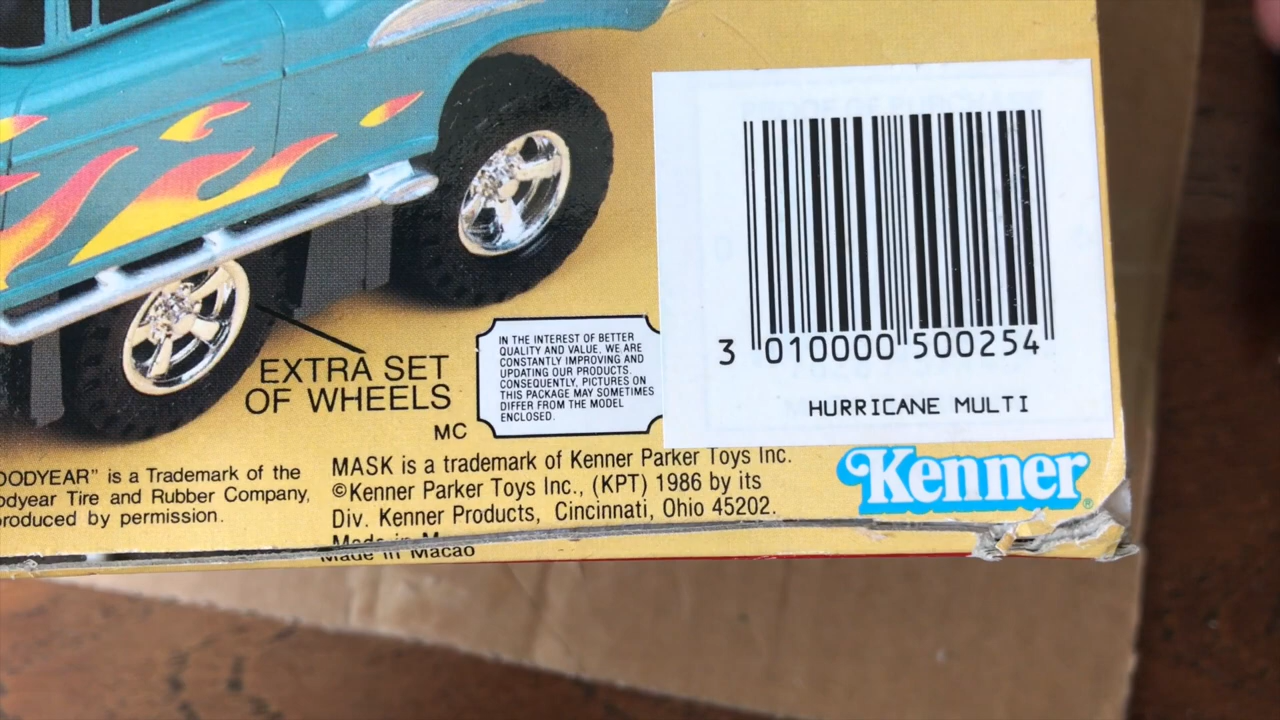 EXTRA SET
OF WHEELS
MC
IN THE INTEREST OF BETTER
QUALITY AND VALUE, WE ARE
CONSTANTLY IMPROVING AND
UPDATING OUR PRODUCTS.
CONSEQUENTLY, PICTURES ON
THIS PACKAGE MAY SOMETIMES
DIFFER FROM THE MODEL
ENCLOSED.
3 010000 500254
HURRICANE MULTI
OODYEAR" is a Trademark of the
odyear Tire and Rubber Company,
roduced by permission.
MASK is a trademark of Kenner Parker Toys Inc.
©Kenner Parker Toys Inc., (KPT) 1986 by its
Div. Kenner Products, Cincinnati, Ohio 45202.
Made in Macao
Kenner®